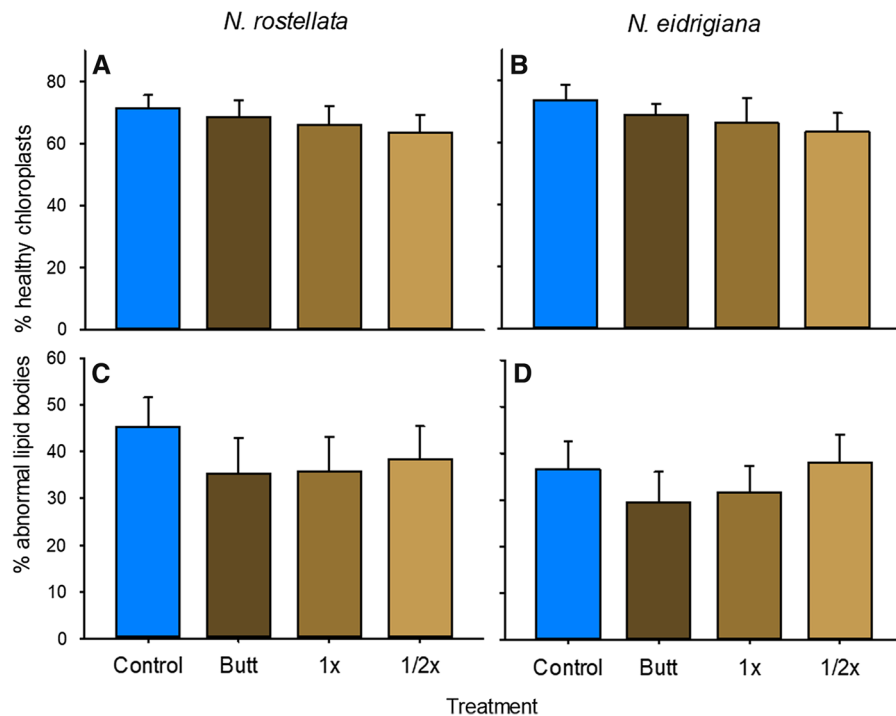 N. rostellata
N. eidrigiana
A
B
% healthy chloroplasts
80
60
40
20
0
C
D
% abnormal lipid bodies
60
50
40
30
20
10
0
Control Butt 1x 1/2x
Control Butt 1x 1/2x
Treatment